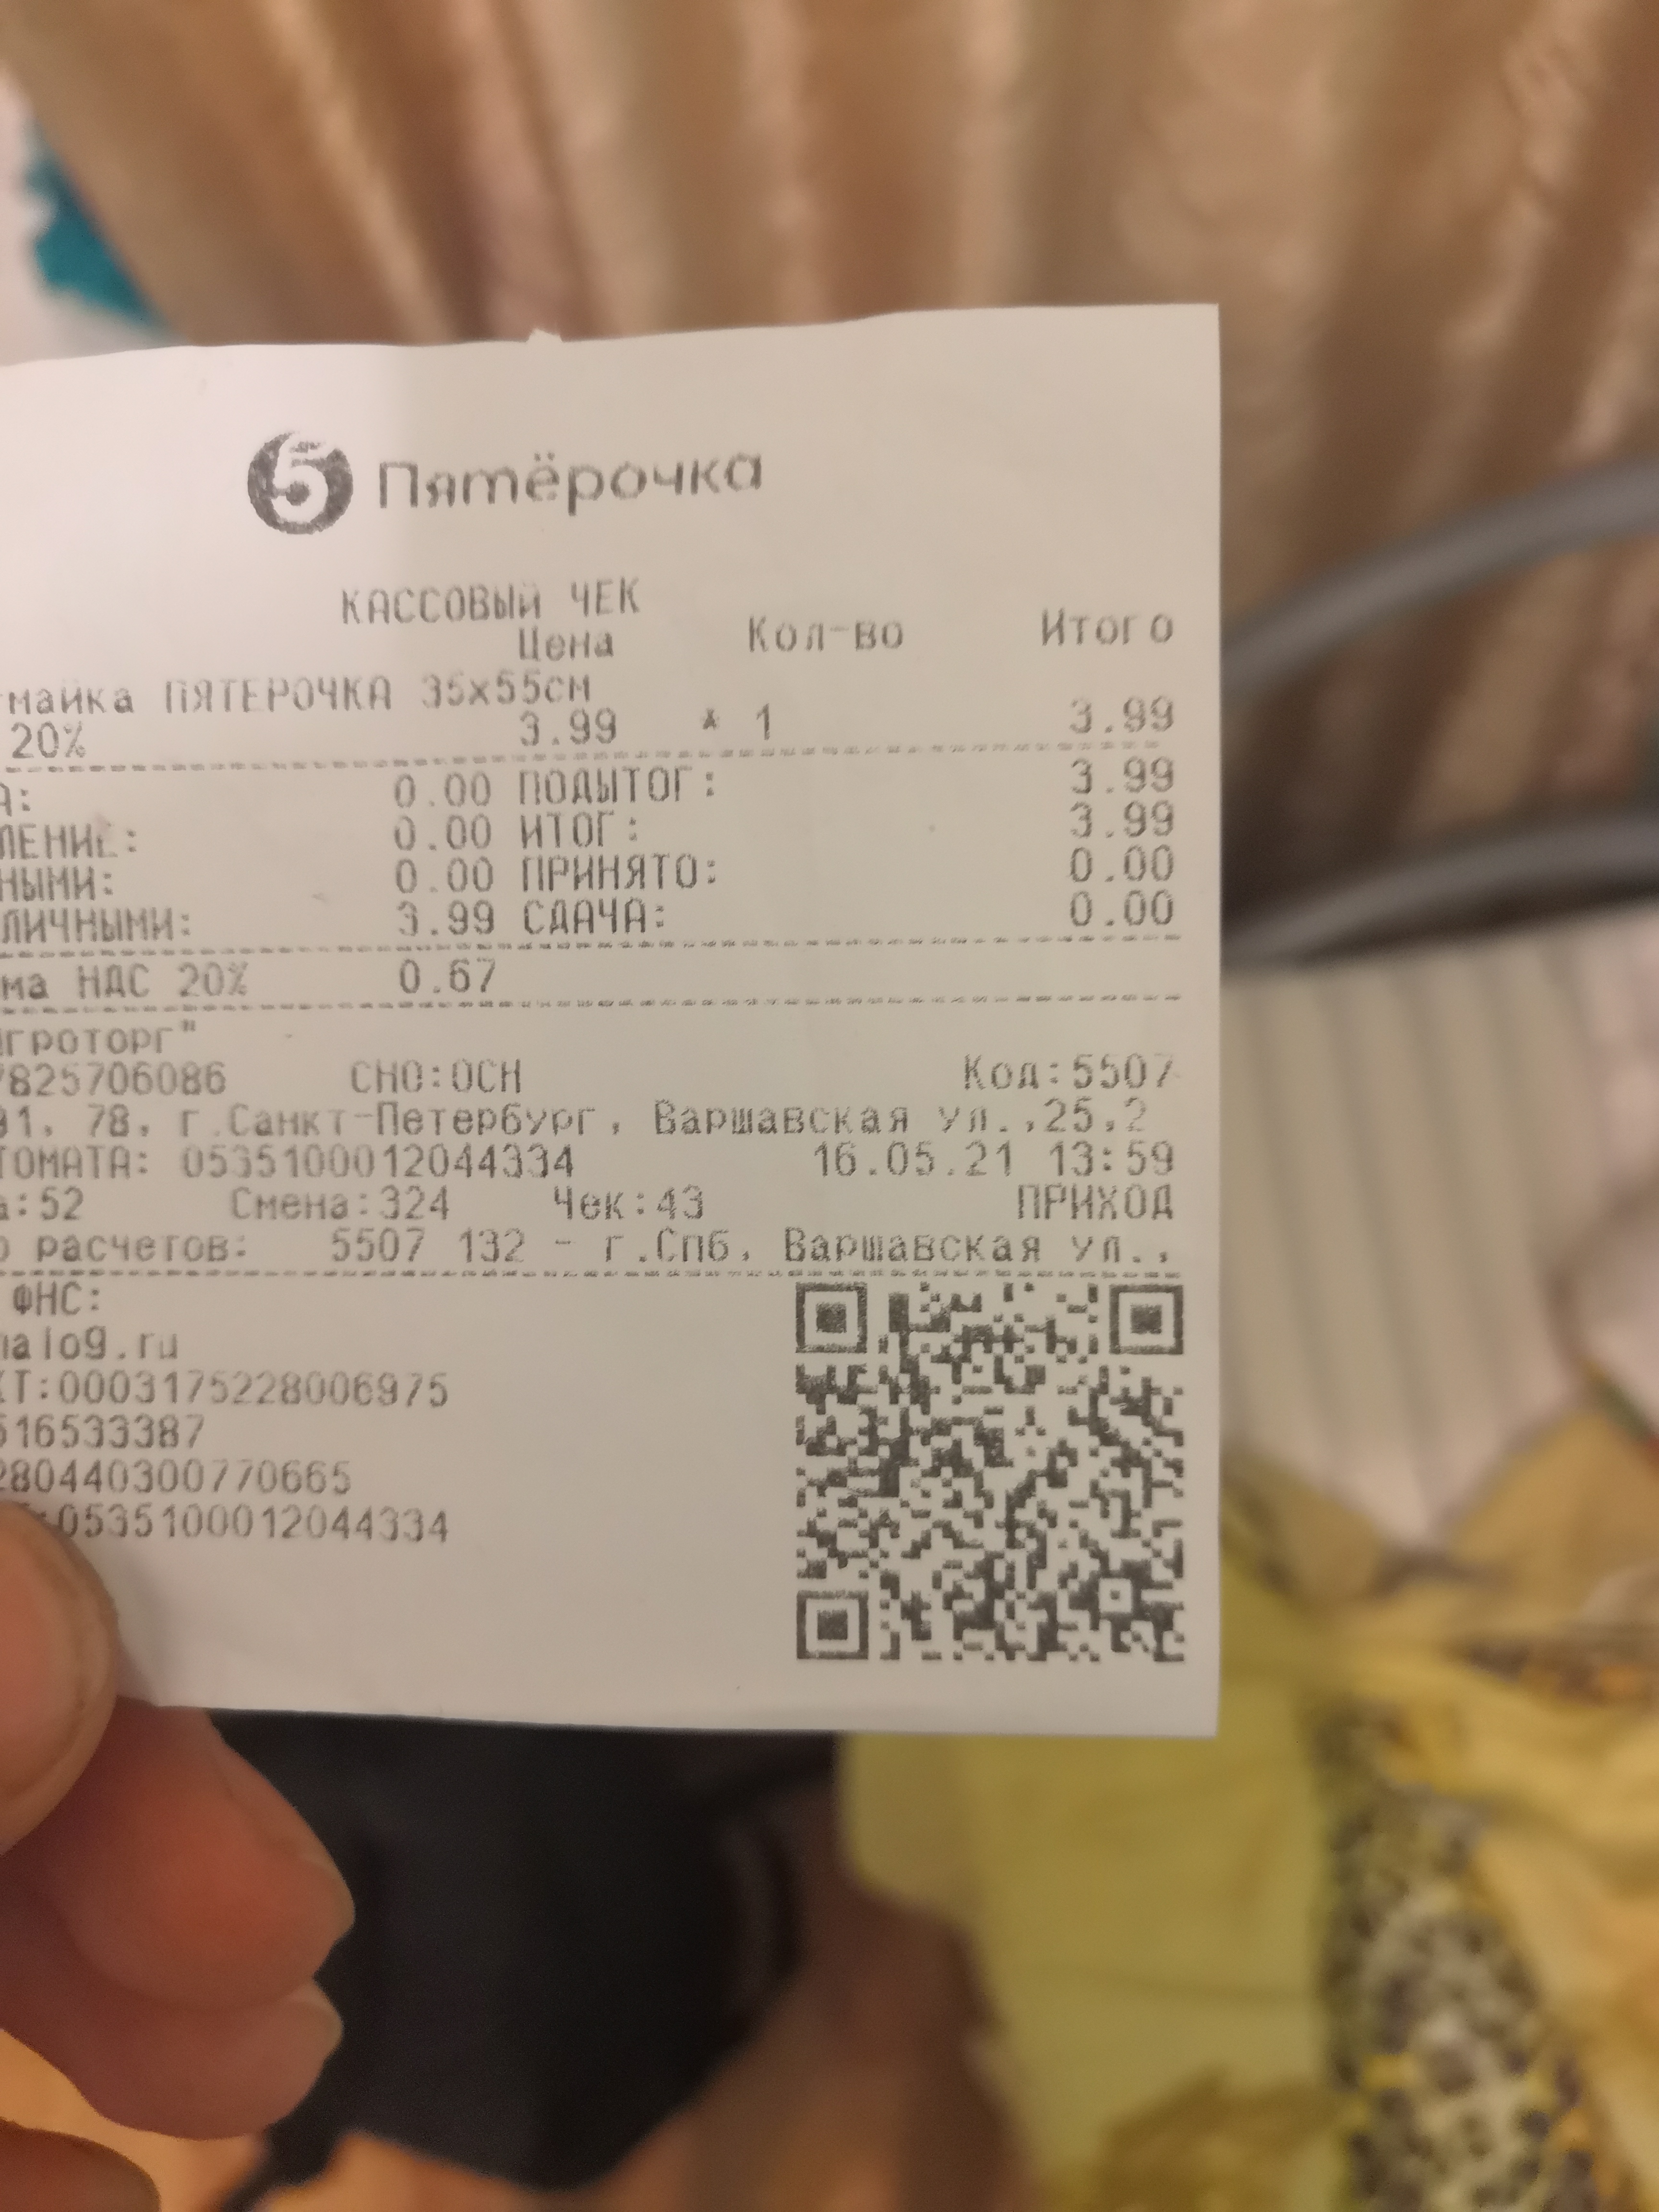 5 Пятёрочка
КАССОВЫЙ ЧЕК
Цена Кол-во Итого
майка ПЯТЕРОЧКА 35х55см
20% 3.99 * 1 3.99
А: 0.00 ПОДЫТОГ: 3.99
ЛЕНИЕ: 0.00 ИТОГ: 3.99
НЫМИ: 0.00 ПРИНЯТО: 0.00
ЛИЧНЫМИ: 3.99 СДАЧА: 0.00
ма НДС 20% 0.67
гроторг"
7825706086 СНО:ОСН Код:5507
91, 78, г.Санкт-Петербург, Варшавская ул.,25,2
ТОМАТА: 0535100012044334 16.05.21 13:59
а:52 Смена:324 Чек:43 ПРИХОД
о расчетов: 5507 132 - г.Спб, Варшавская ул.,
ФНС:
nalog.ru
КТ:0003175228006975
516533387
280440300770665
:0535100012044334